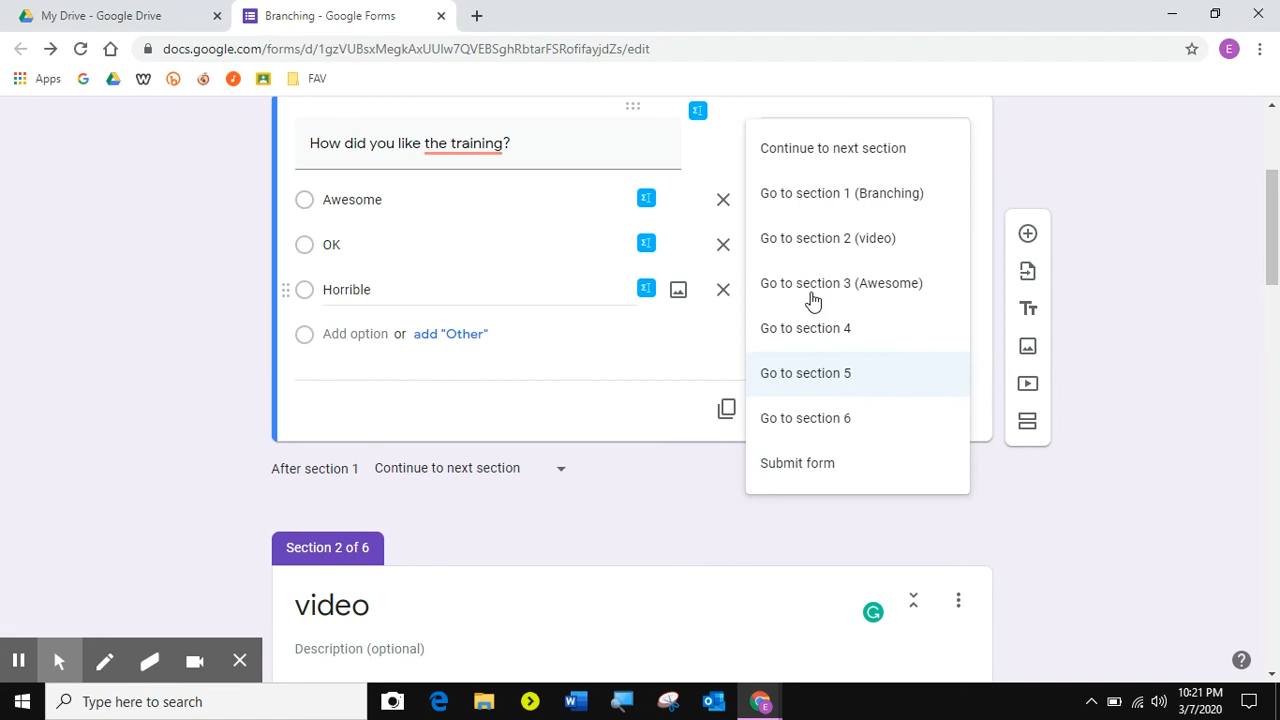 My Drive - Google Drive
Branching - Google Forms
docs.google.com/forms/d/1gzVUBsxMegkAxUUlw7QVEBSghRbtarFSRofifayjdZs/edit
E
Apps
FAV
How did you like the training?
Awesome
OK
Horrible
Add option or add "Other"
Continue to next section
Go to section 1 (Branching)
Go to section 2 (video)
Go to section 3 (Awesome)
Go to section 4
Go to section 5
Go to section 6
Submit form
After section 1 Continue to next section
Section 2 of 6
video
Description (optional)
Type here to search
10:21 PM
3/7/2020